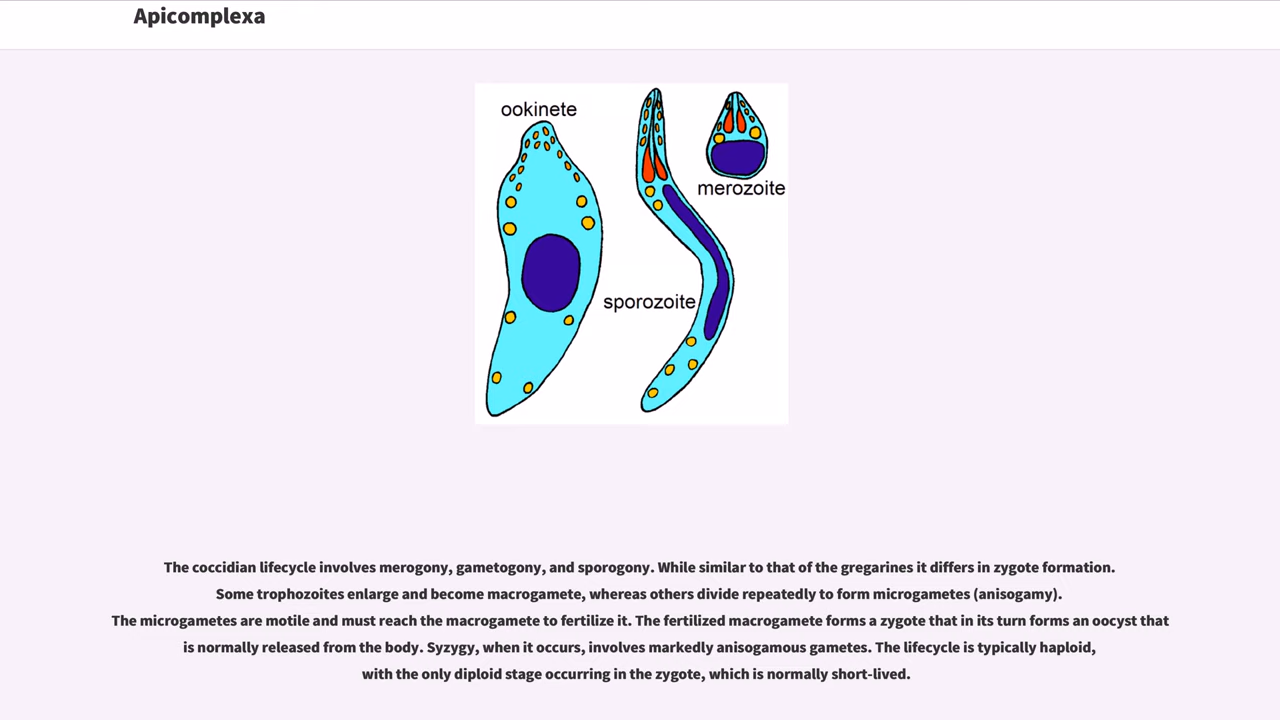 Apicomplexa
ookinete
merozoite
sporozoite
The coccidian lifecycle involves merogony, gametogony, and sporogony. While similar to that of the gregarines it differs in zygote formation.
Some trophozoites enlarge and become macrogamete, whereas others divide repeatedly to form microgametes (anisogamy).
The microgametes are motile and must reach the macrogamete to fertilize it. The fertilized macrogamete forms a zygote that in its turn forms an oocyst that
is normally released from the body. Syzygy, when it occurs, involves markedly anisogamous gametes. The lifecycle is typically haploid,
with the only diploid stage occurring in the zygote, which is normally short-lived.